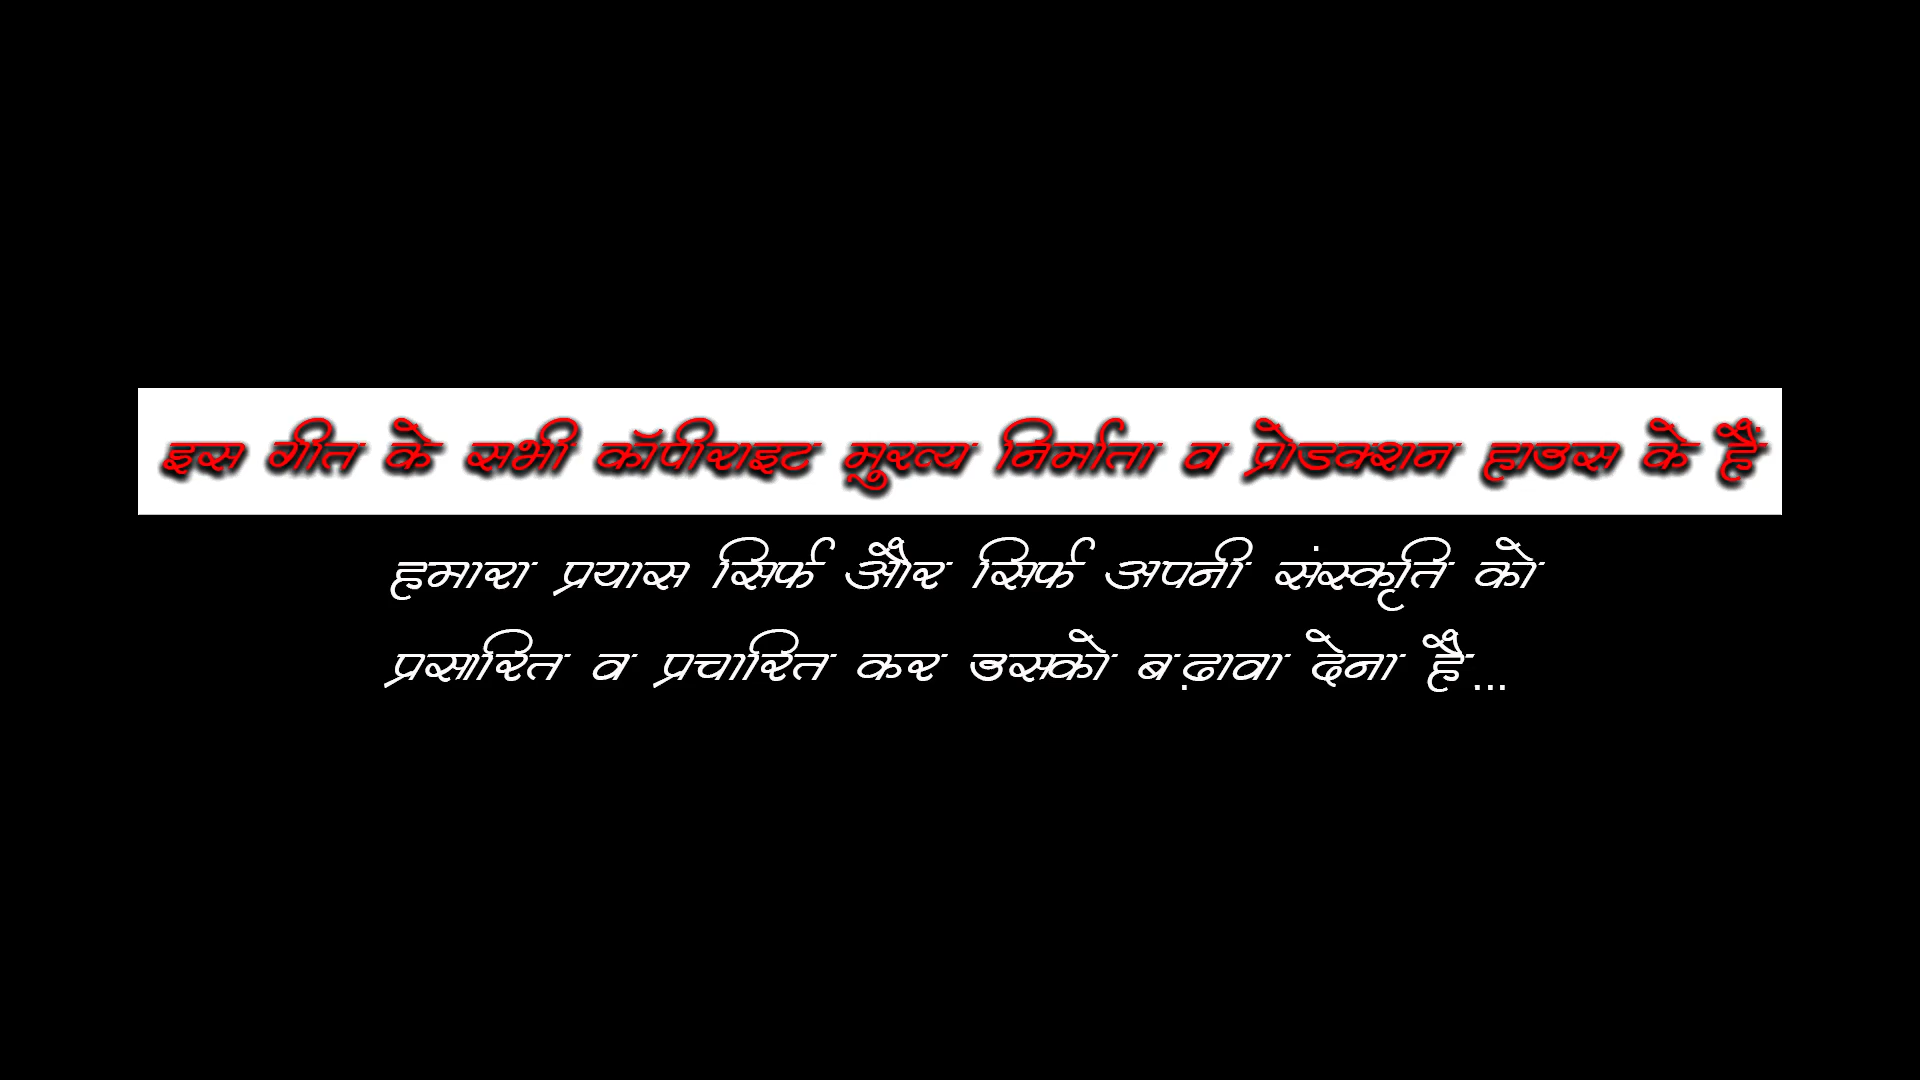 इस गीत के सभी कॉपीराइट मूख्य निर्माता व प्रोडक्शन हाउस के हैं
हमारा प्रयास सिर्फ और सिर्फ अपनी संस्कृति को
प्रसारित व प्रचारित कर उसको बढ़ावा देना है...